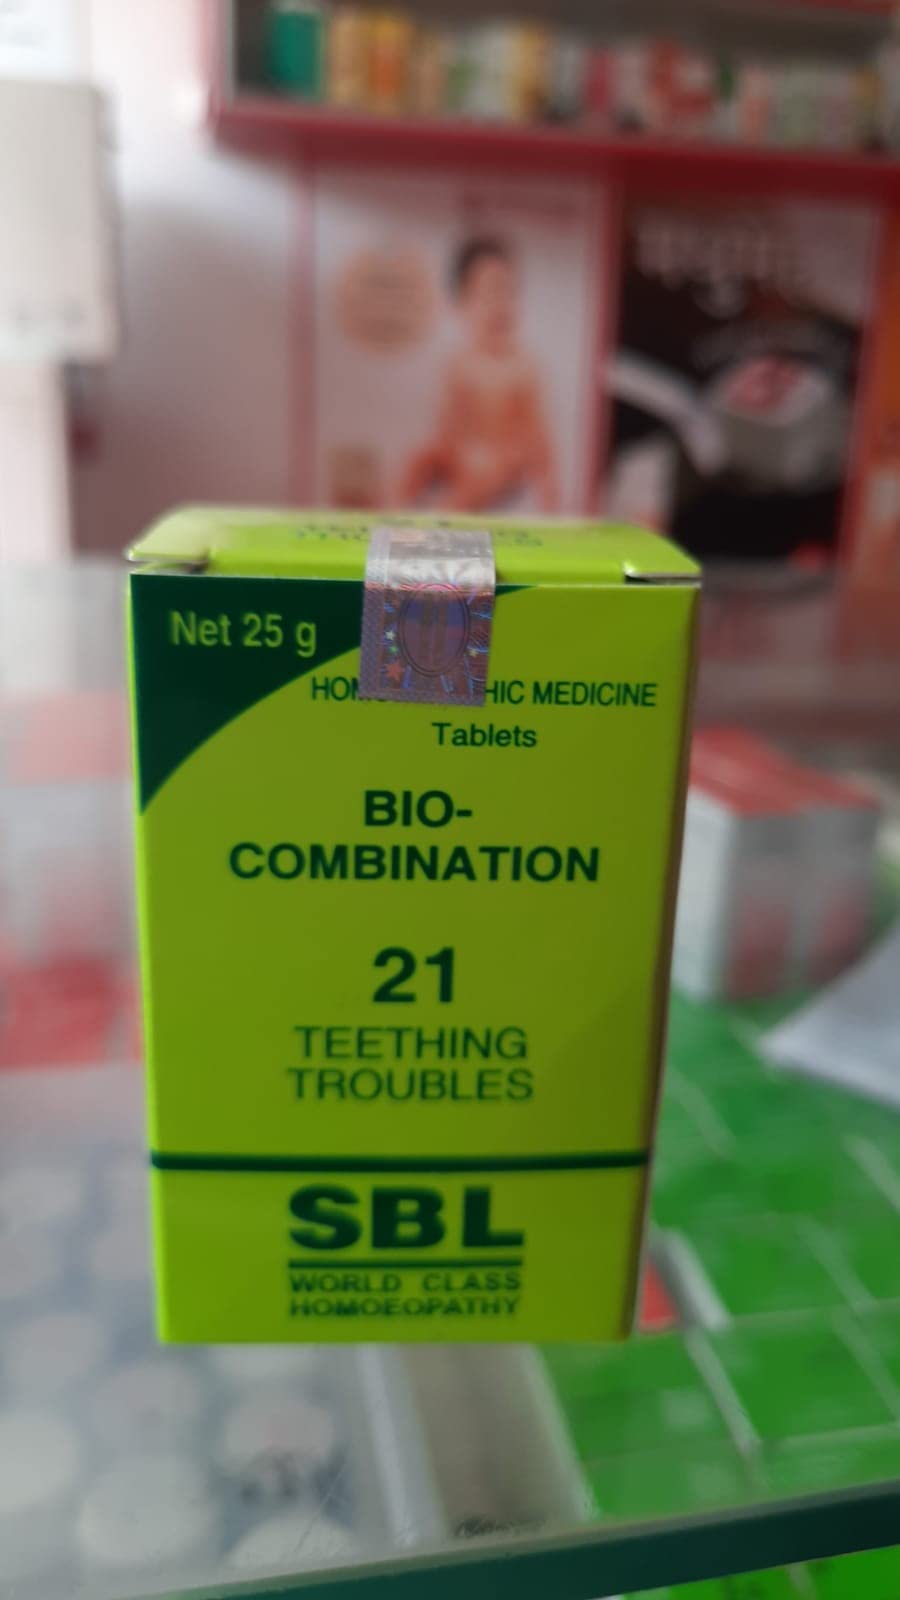 Net 25 g
HIC MEDICINE
Tablets
BIO-
COMBINATION
21
TEETHING
TROUBLES
SBL
WORLD CLASS
HOMOEOPATHY